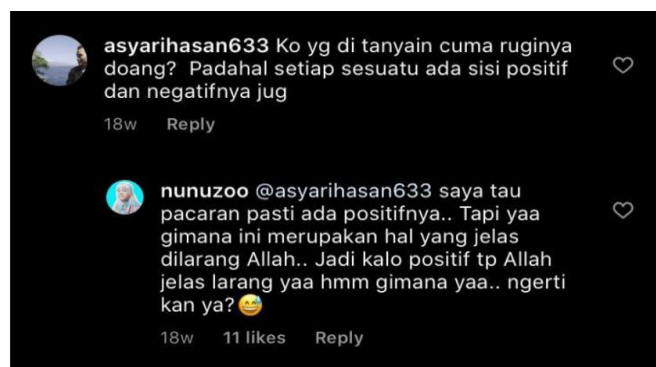 asyarihasan633 Ko yg di tanyain cuma ruginya
doang? Padahal setiap sesuatu ada sisi positif
dan negatifnya jug
18w Reply
nunuzoo @asyarihasan633 saya tau
pacaran pasti ada positifnya.. Tapi yaa
gimana ini merupakan hal yang jelas
dilarang Allah.. Jadi kalo positif tp Allah
jelas larang yaa hmm gimana yaa.. ngerti
kan ya?😅
18w 11 likes Reply